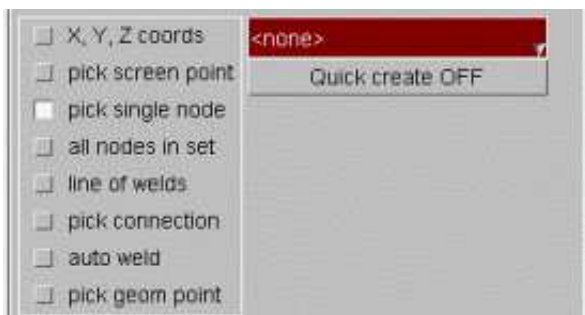 X, Y, Z coords
<none>
pick screen point
Quick create OFF
pick single node
all nodes in set
line of welds
pick connection
auto weld
pick geom point